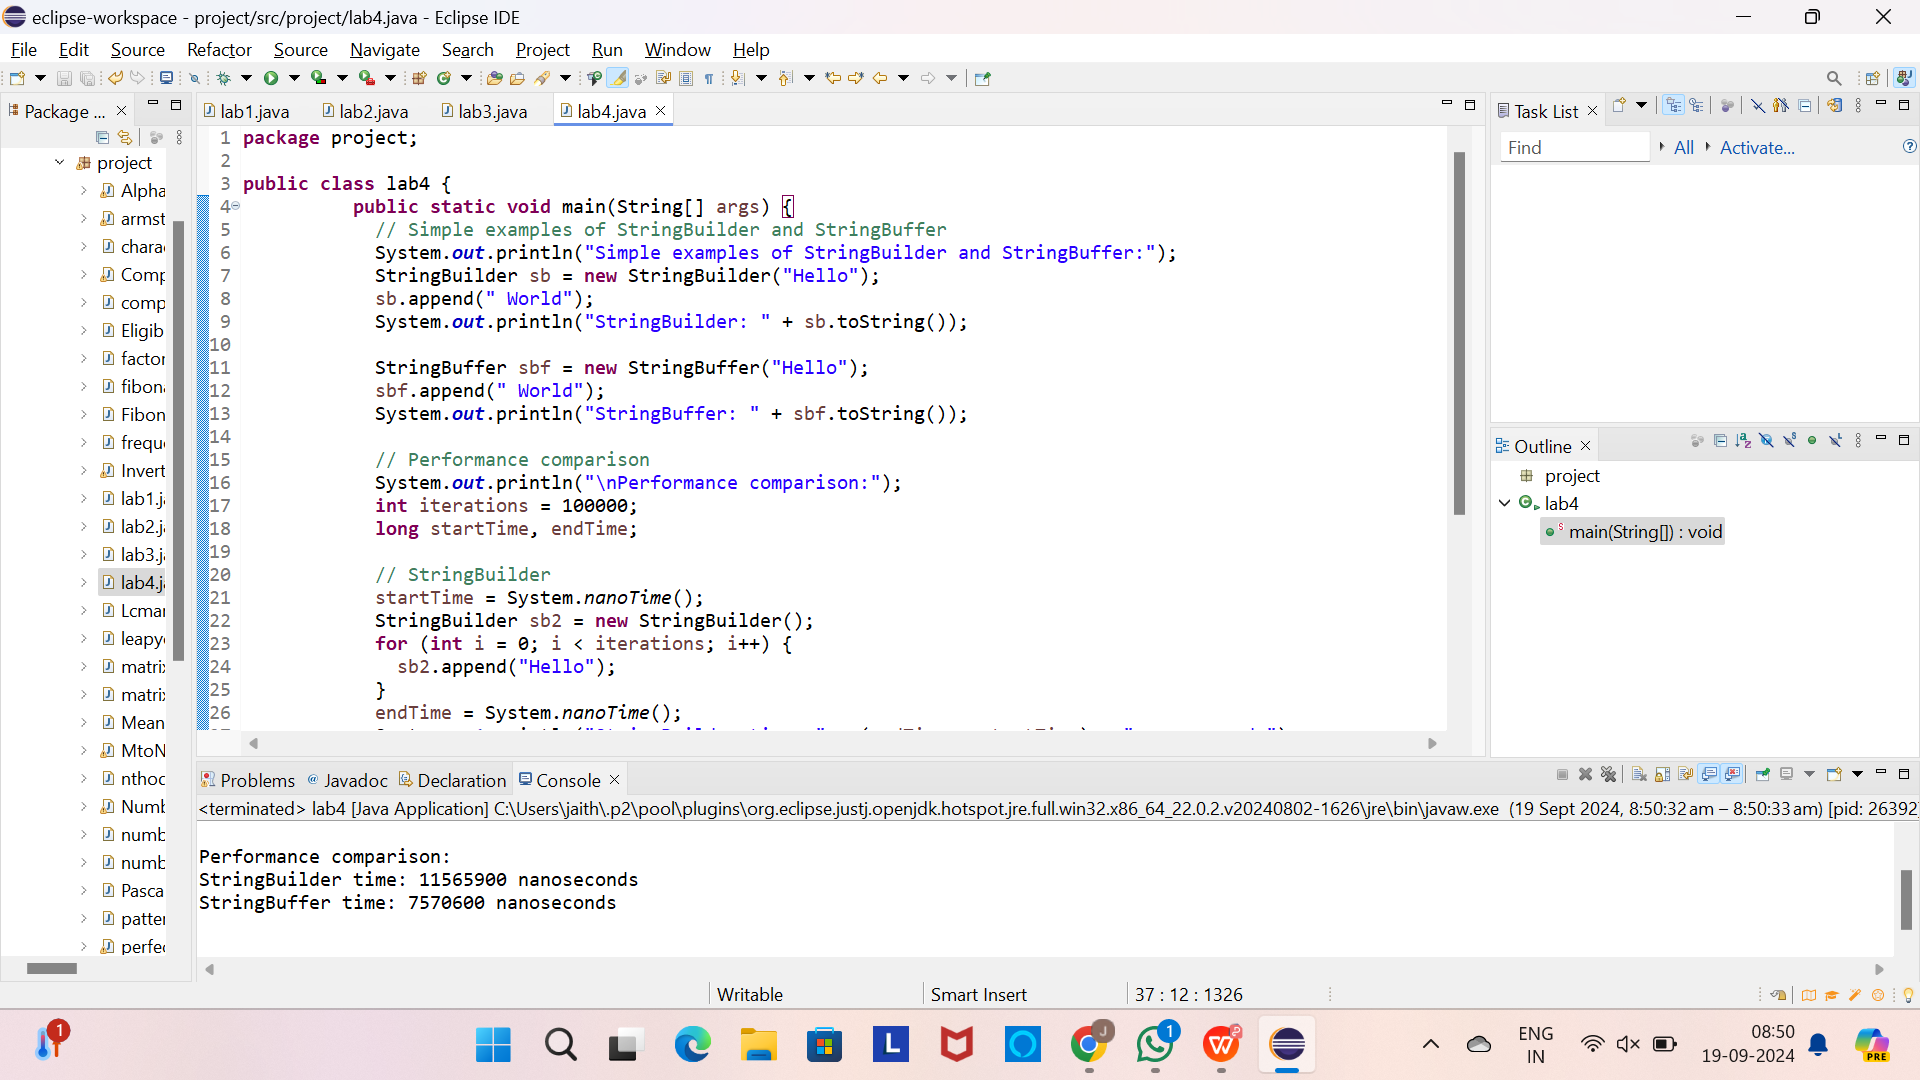 eclipse-workspace - project/src/project/lab4.java - Eclipse IDE
File Edit Source Refactor Source Navigate Search Project Run Window Help
Package ...
project
Alpha
armst
chara
Comp
comp
Eligib
factor
fibon
Fibon
frequ
Invert
lab1.j
lab2.j
lab3.j
lab4.j
Lcma
leapy
matri
matri
Mean
MtoN
nthoc
Numb
numb
numb
Pasca
patter
perfe
lab1.java lab2.java lab3.java lab4.java
1 package project;
2
3 public class lab4 {
4 public static void main(String[] args) {
5 // Simple examples of StringBuilder and StringBuffer
6 System.out.println("Simple examples of StringBuilder and StringBuffer:");
7 StringBuilder sb = new StringBuilder("Hello");
8 sb.append(" World");
9 System.out.println("StringBuilder: " + sb.toString());
10
11 StringBuffer sbf = new StringBuffer("Hello");
12 sbf.append(" World");
13 System.out.println("StringBuffer: " + sbf.toString());
14
15 // Performance comparison
16 System.out.println("\nPerformance comparison:");
17 int iterations = 100000;
18 long startTime, endTime;
19
20 // StringBuilder
21 startTime = System.nanoTime();
22 StringBuilder sb2 = new StringBuilder();
23 for (int i = 0; i < iterations; i++) {
24 sb2.append("Hello");
25 }
26 endTime = System.nanoTime();
Task List
Find All Activate...
Outline
project
lab4
main(String[]) : void
Problems Javadoc Declaration Console
<terminated> lab4 [Java Application] C:\Users\jaith\.p2\pool\plugins\org.eclipse.justj.openjdk.hotspot.jre.full.win32.x86_64_22.0.2.v20240802-1626\jre\bin\javaw.exe (19 Sept 2024, 8:50:32 am – 8:50:33 am) [pid: 26392
Performance comparison:
StringBuilder time: 11565900 nanoseconds
StringBuffer time: 7570600 nanoseconds
Writable Smart Insert 37 : 12 : 1326
1
L
J
1
ENG
IN
08:50
19-09-2024
PRE